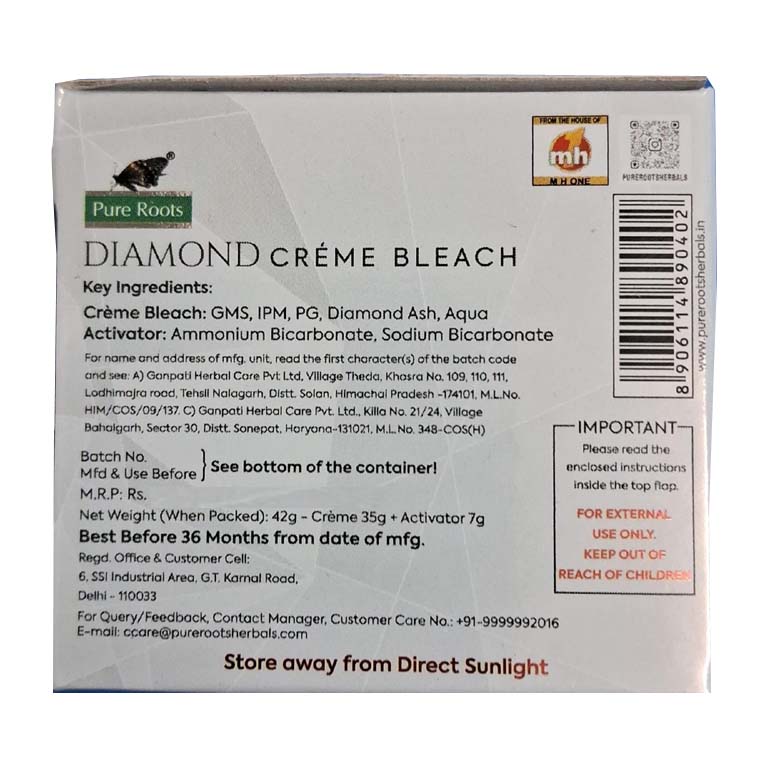 FROM THE HOUSE OF
mh
M H ONE
PUREROOTSHERBALS
®
Pure Roots
DIAMOND CRÉME BLEACH
Key Ingredients:
Crème Bleach: GMS, IPM, PG, Diamond Ash, Aqua
Activator: Ammonium Bicarbonate, Sodium Bicarbonate
For name and address of mfg. unit, read the first character(s) of the batch code
and see: A) Ganpati Herbal Care Pvt Ltd, Village Theda, Khasra No. 109, 110, 111,
Lodhimajra road, Tehsil Nalagarh, Distt. Solan, Himachal Pradesh -174101, M.L.No.
HIM/COS/09/137. C) Ganpati Herbal Care Pvt. Ltd., Killa No. 21/24, Village
Bahalgarh, Sector 30, Distt. Sonepat, Haryana-131021, M.L.No. 348-COS(H)
Batch No.
Mfd & Use Before
See bottom of the container!
M.R.P: Rs.
Net Weight (When Packed): 42g - Crème 35g + Activator 7g
Best Before 36 Months from date of mfg.
Regd. Office & Customer Cell:
6, SSI Industrial Area, G.T. Karnal Road,
Delhi - 110033
For Query/Feedback, Contact Manager, Customer Care No.: +91-9999992016
E-mail: ccare@purerootsherbals.com
Store away from Direct Sunlight
8 906114 890402
www.purerootsherbals.in
IMPORTANT
Please read the
enclosed instructions
inside the top flap.
FOR EXTERNAL
USE ONLY.
KEEP OUT OF
REACH OF CHILDREN